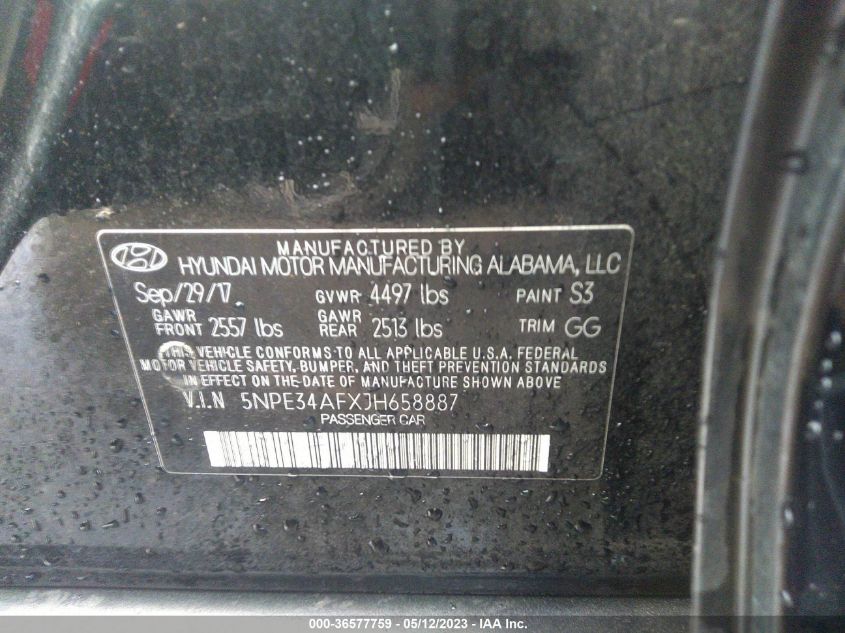 MANUFACTURED BY
HYUNDAI MOTOR MANUFACTURING ALABAMA, LLC
Sep/29/17 GVWR 4497 lbs PAINT S3
GAWR FRONT 2557 lbs GAWR REAR 2513 lbs TRIM GG
THIS VEHICLE CONFORMS TO ALL APPLICABLE U.S.A. FEDERAL
MOTOR VEHICLE SAFETY, BUMPER, AND THEFT PREVENTION STANDARDS
IN EFFECT ON THE DATE OF MANUFACTURE SHOWN ABOVE
V.I.N 5NPE34AFXJH658887
PASSENGER CAR
000-36577759 - 05/12/2023 - IAA Inc.